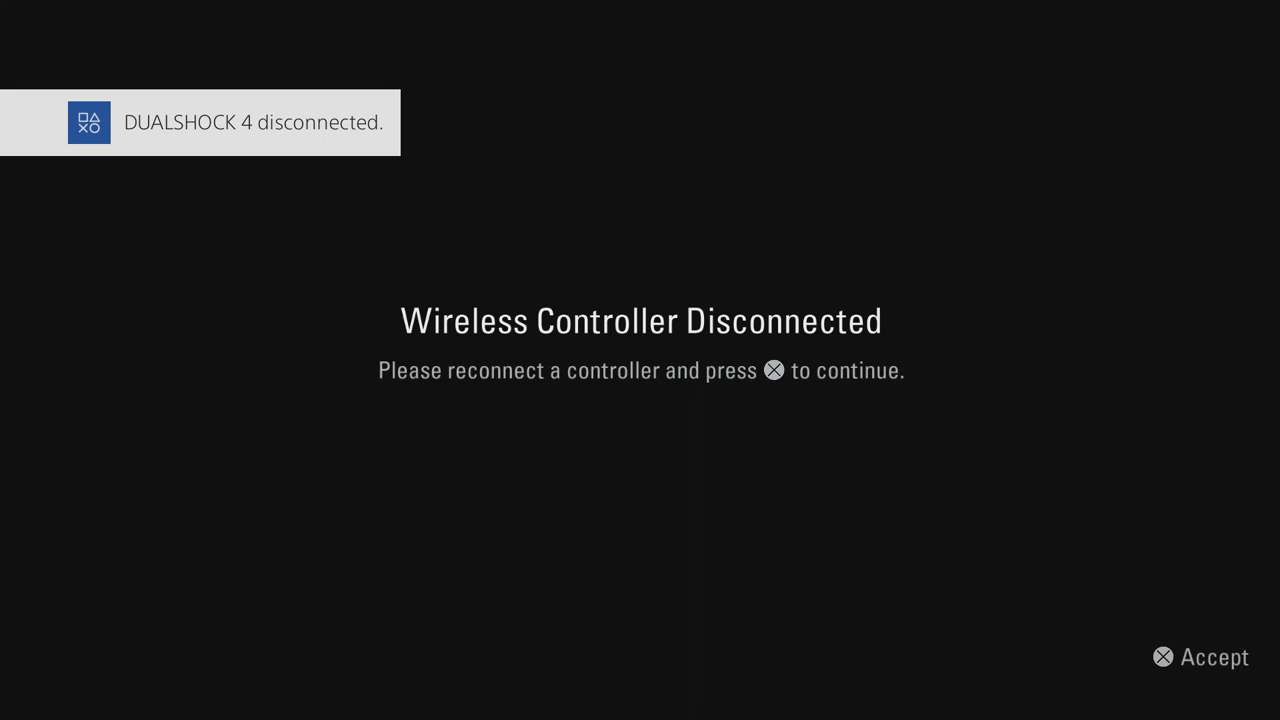 DUALSHOCK 4 disconnected.
Wireless Controller Disconnected
Please reconnect a controller and press ⊗ to continue.
⊗ Accept